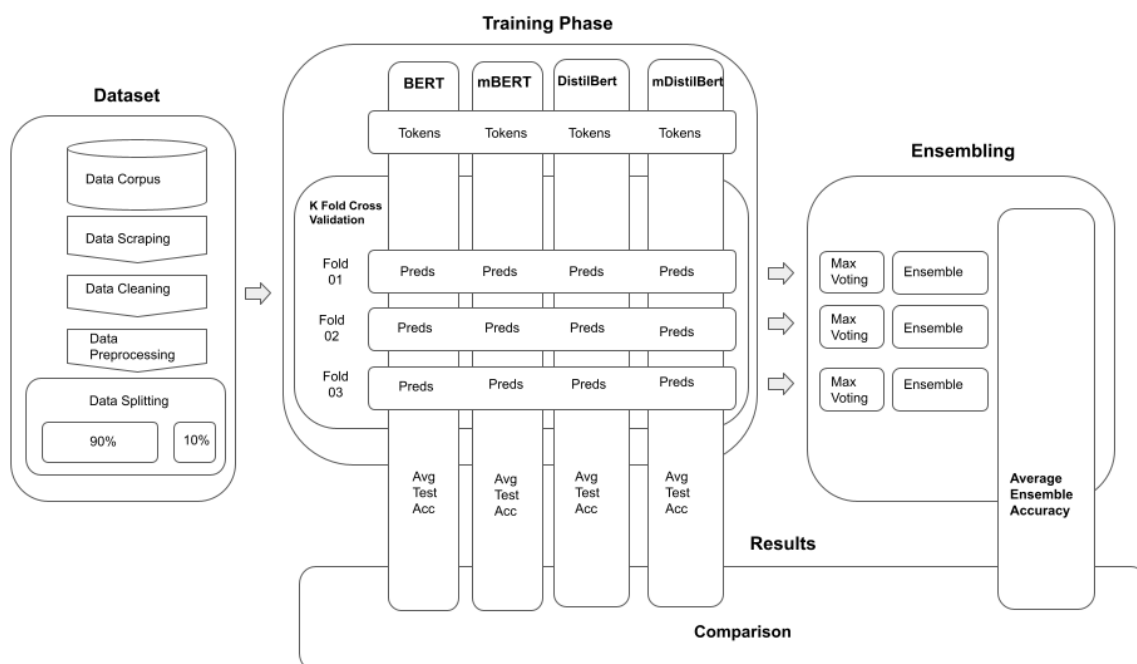 Dataset
Data Corpus
Data Scraping
Data Cleaning
Data
Preprocessing
Data Splitting
90% 10%
Training Phase
BERT mBERT DistilBert mDistilBert
Tokens Tokens Tokens Tokens
K Fold Cross
Validation
Fold
01
Preds Preds Preds Preds
Fold
02
Preds Preds Preds Preds
Fold
03
Preds Preds Preds Preds
Avg
Test
Acc
Avg
Test
Acc
Avg
Test
Acc
Avg
Test
Acc
Ensembling
Max
Voting
Ensemble
Max
Voting
Ensemble
Max
Voting
Ensemble
Average
Ensemble
Accuracy
Results
Comparison